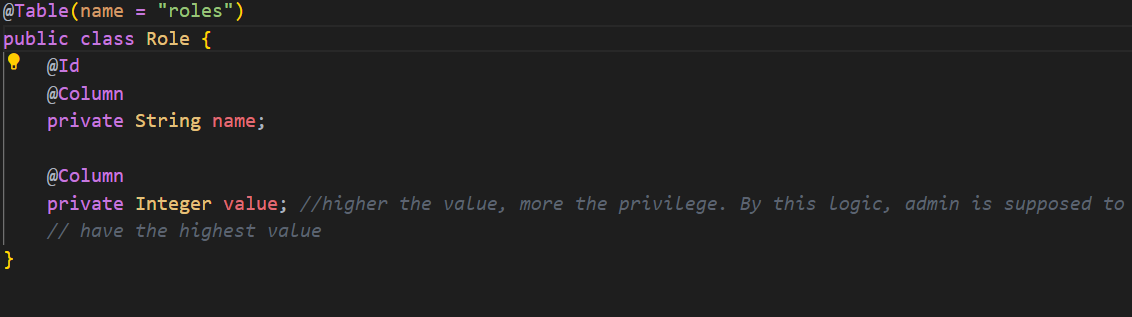 @Table(name = "roles")
public class Role {
@Id
@Column
private String name;
@Column
private Integer value; //higher the value, more the privilege. By this logic, admin is supposed to
// have the highest value
}